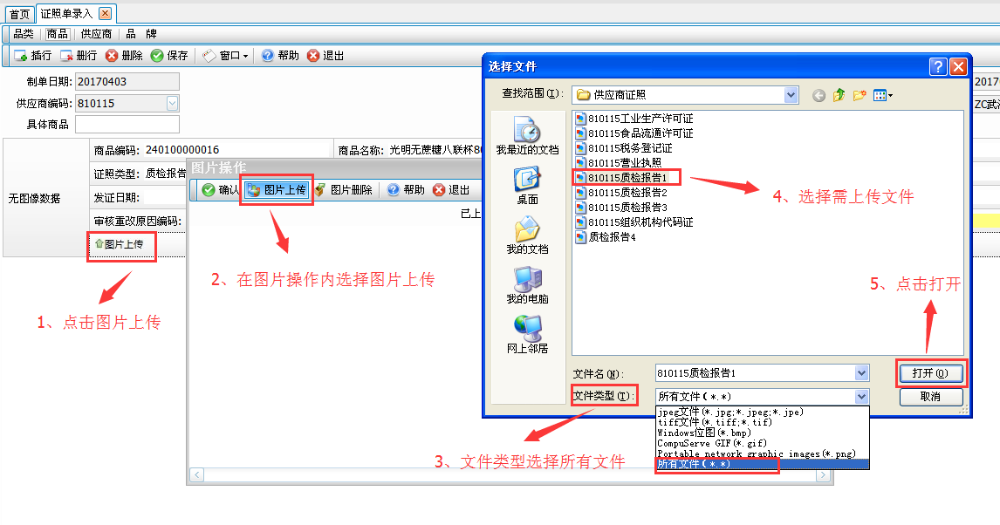 首页 证照单录入
品类 商品 供应商 品 牌
插行 删行 删除 保存 窗口 帮助 退出
制单日期: 20170403
2017
供应商编码: 810115
具体商品
商品编码: 240100000016 商品名称: 光明无蔗糖八联杯
证照类型: 质检报告
无图像数据
发证日期:
审核重改原因编码:
图片上传
1、点击图片上传
图片操作
确认 图片上传 图片删除 帮助 退出
已上
2、在图片操作内选择图片上传
选择文件
查找范围(I): 供应商证照
我最近的文档
桌面
我的文档
我的电脑
网上邻居
810115工业生产许可证
810115食品流通许可证
810115税务登记证
810115营业执照
810115质检报告1
810115质检报告2
810115质检报告3
810115组织机构代码证
质检报告4
4、选择需上传文件
5、点击打开
文件名(N): 810115质检报告1 打开(O)
文件类型(T): 所有文件(*.*) 取消
jpeg文件(*.jpg;*.jpeg;*.jpe)
tiff文件(*.tiff;*.tif)
Windows位图(*.bmp)
CompuServe GIF(*.gif)
Portable network graphic images(*.png)
所有文件(*.*)
3、文件类型选择所有文件